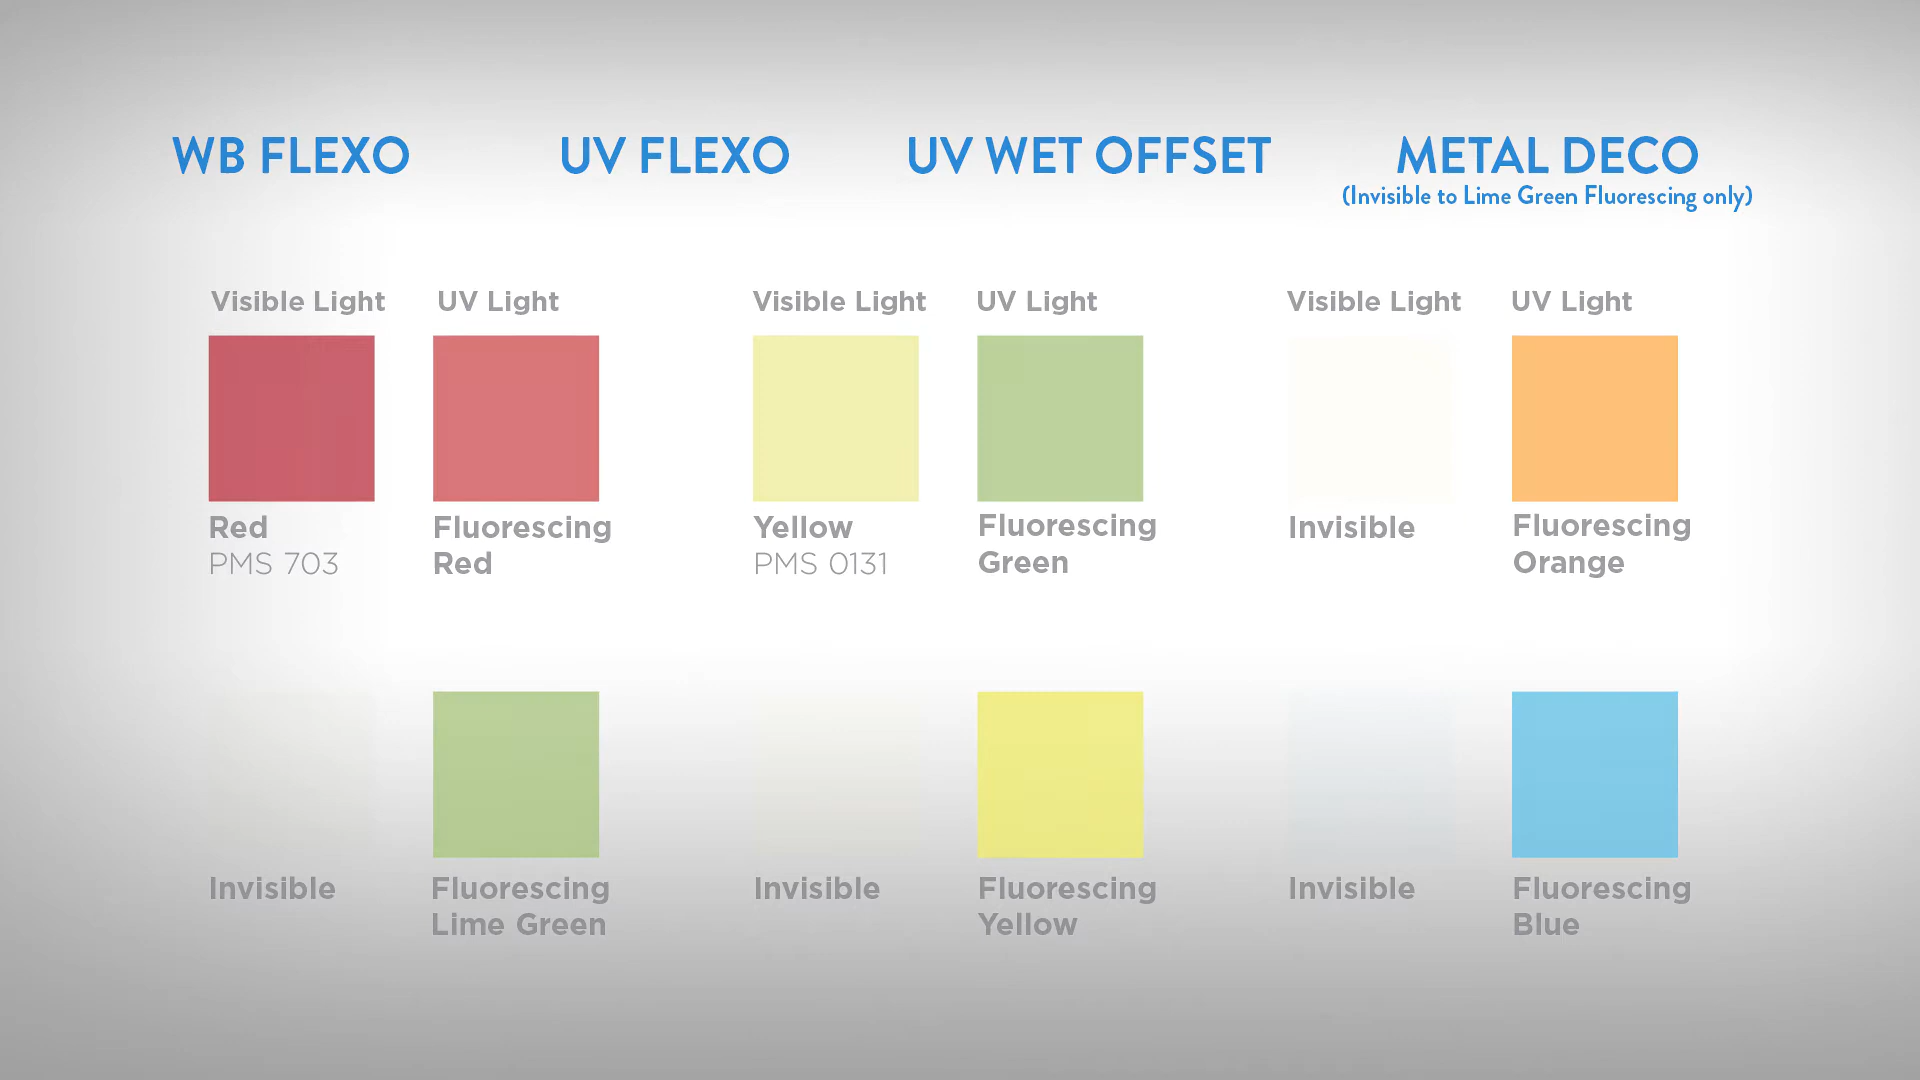 WB FLEXO
UV FLEXO
UV WET OFFSET
METAL DECO
(Invisible to Lime Green Fluorescing only)
Visible Light
UV Light
Visible Light
UV Light
Visible Light
UV Light
Red
PMS 703
Fluorescing
Red
Yellow
PMS 0131
Fluorescing
Green
Invisible
Fluorescing
Orange
Invisible
Fluorescing
Lime Green
Invisible
Fluorescing
Yellow
Invisible
Fluorescing
Blue